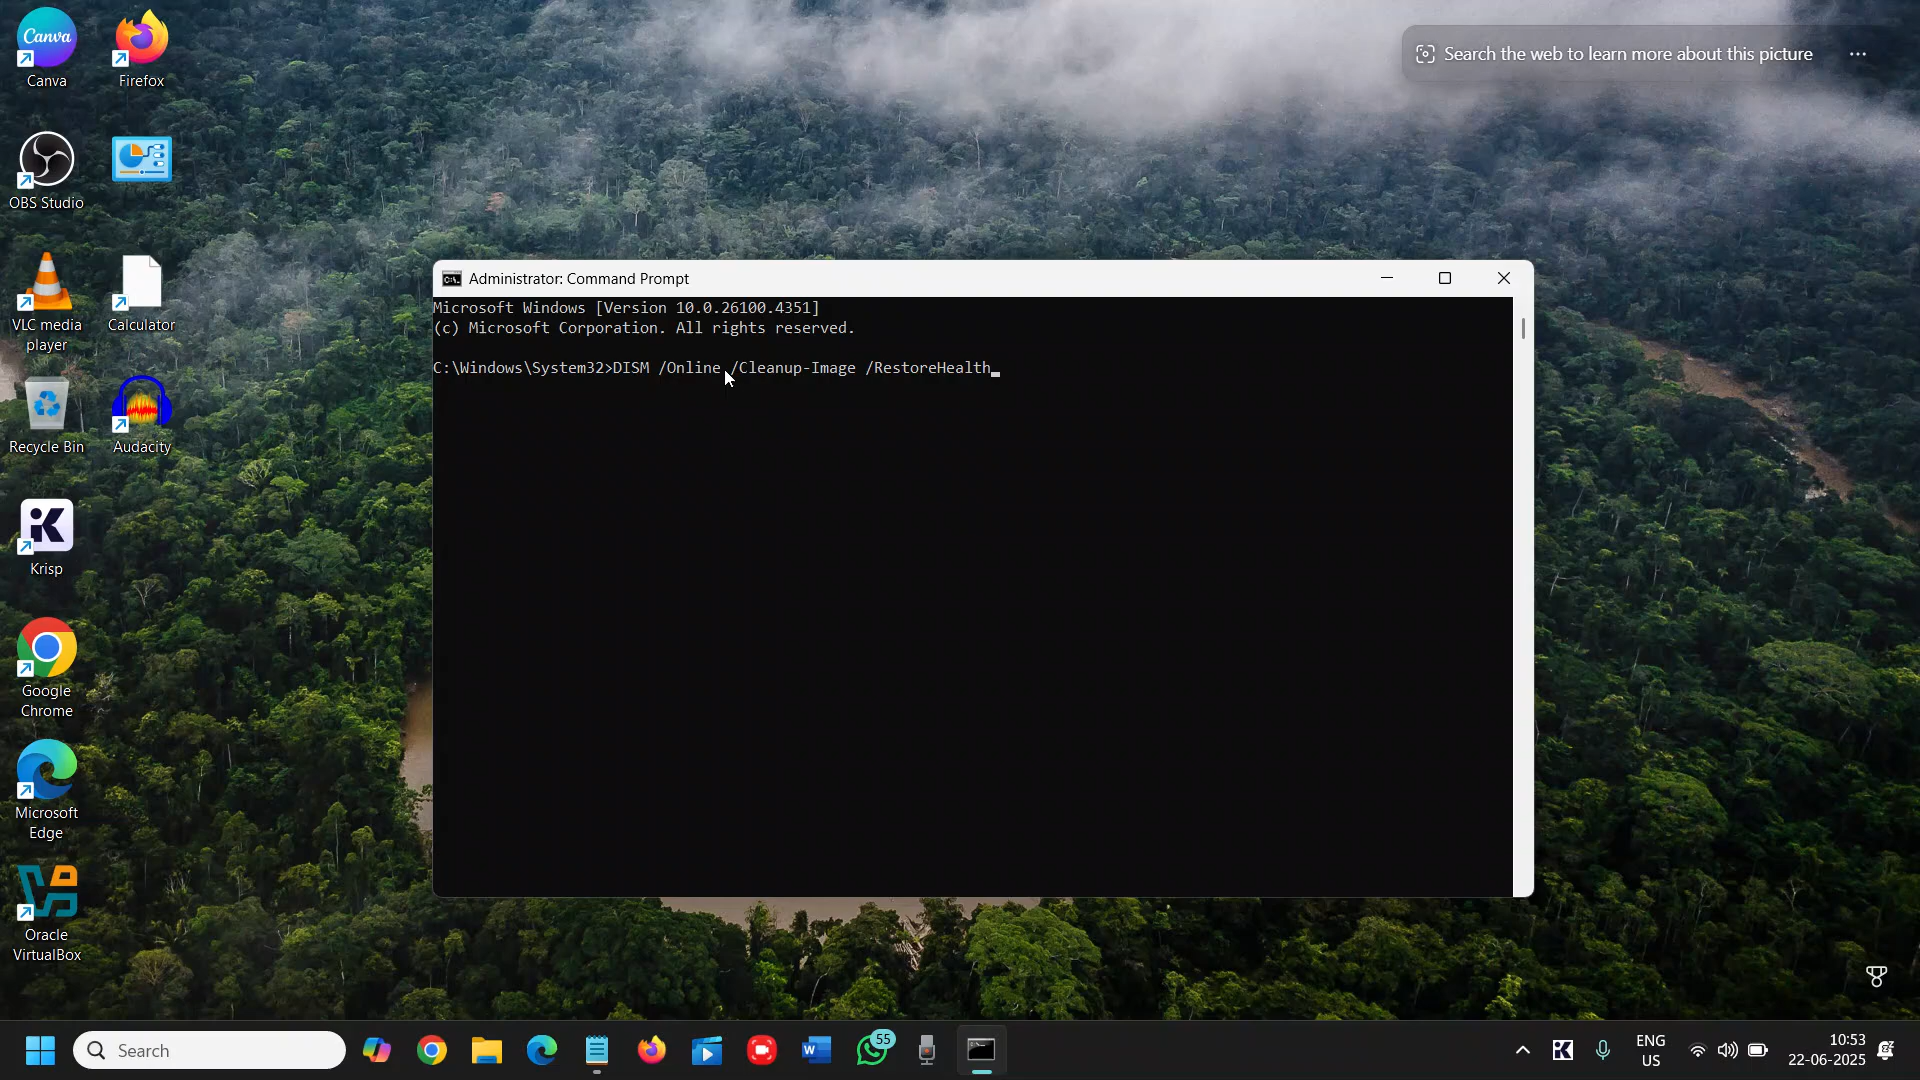 Canva
Firefox
Search the web to learn more about this picture
OBS Studio
VLC media
player
Calculator
Administrator: Command Prompt
Microsoft Windows [Version 10.0.26100.4351]
(c) Microsoft Corporation. All rights reserved.
C:\Windows\System32>DISM /Online /Cleanup-Image /RestoreHealth
Recycle Bin
Audacity
Krisp
Google
Chrome
Microsoft
Edge
Oracle
VirtualBox
Search
55
ENG
US
10:53
22-06-2025